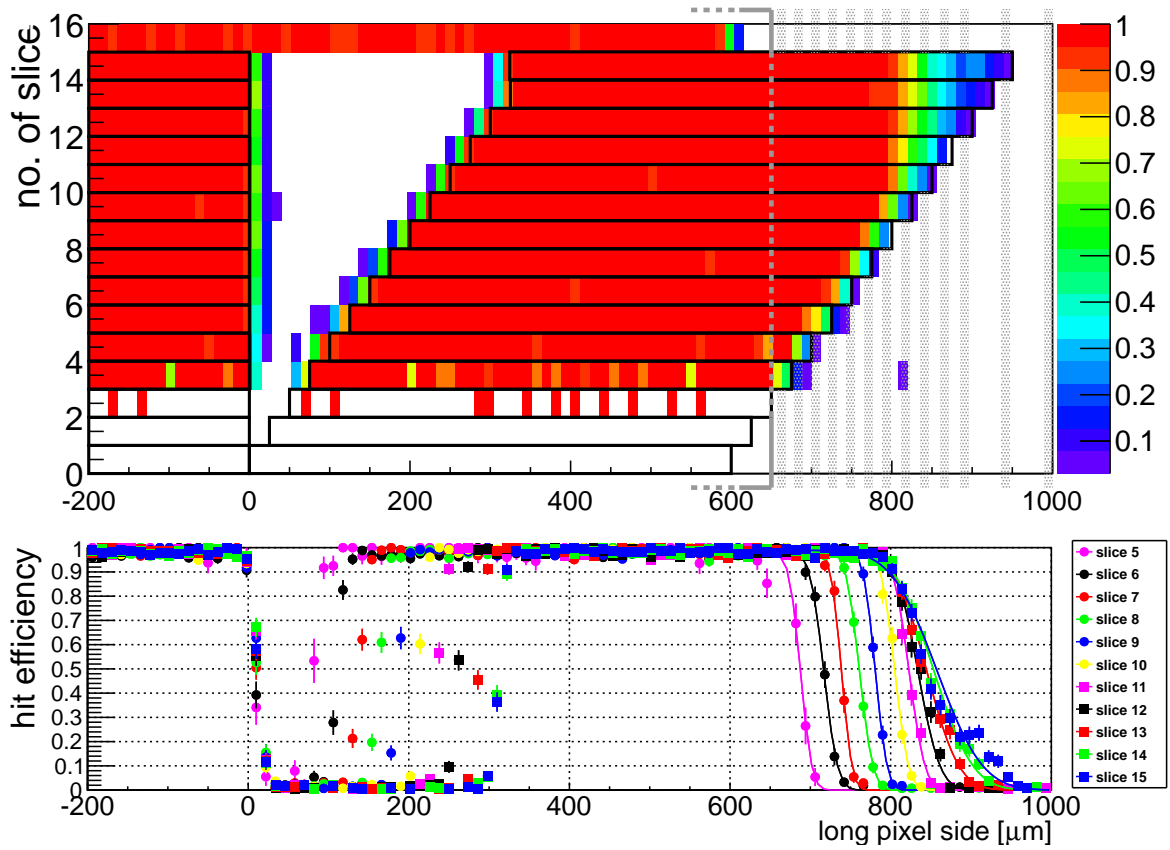 no. of slice
16
14
12
10
8
6
4
2
0
-200 0 200 400 600 800 1000
1
0.9
0.8
0.7
0.6
0.5
0.4
0.3
0.2
0.1
hit efficiency
1
0.9
0.8
0.7
0.6
0.5
0.4
0.3
0.2
0.1
0
-200 0 200 400 600 800 1000
long pixel side [μm]
slice 5
slice 6
slice 7
slice 8
slice 9
slice 10
slice 11
slice 12
slice 13
slice 14
slice 15